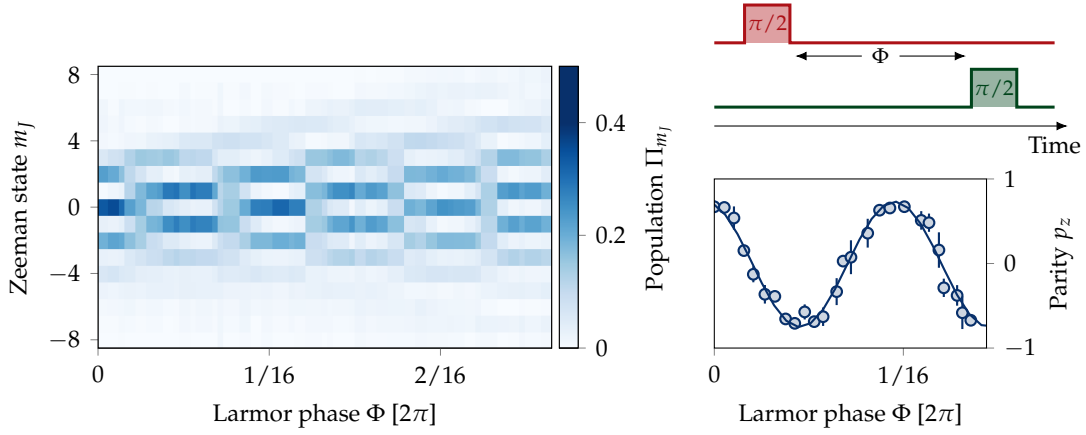 8
4
0
−4
−8
Zeeman state m_J
0
1/16
2/16
Larmor phase Φ [2π]
0.4
0.2
0
Population Π_{m_J}
π/2
Φ
π/2
Time
1
0
−1
Parity p_z
0
1/16
Larmor phase Φ [2π]